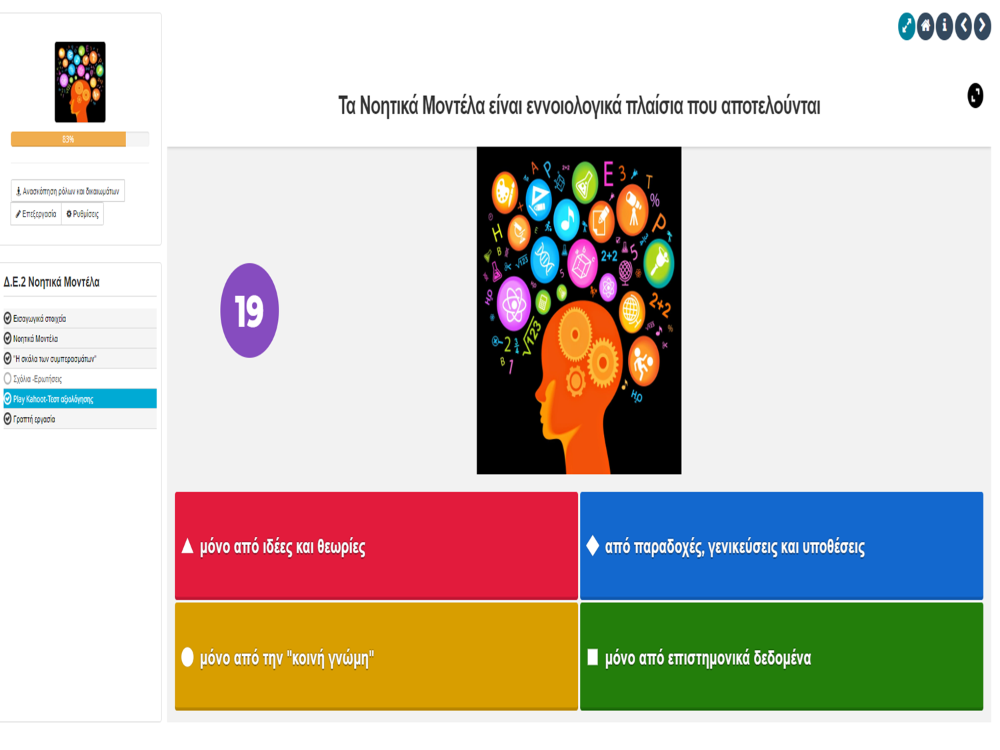 83%
Ανασκόπηση ρόλων και δικαιωμάτων
Επεξεργασία
Ρυθμίσεις
Δ.Ε.2 Νοητικά Μοντέλα
Εισαγωγικά στοιχεία
Νοητικά Μοντέλα
"Η σκάλα των συμπερασμάτων"
Σχόλια -Ερωτήσεις
Play Kahoot-Τεστ αξιολόγησης
Γραπτή εργασία
Τα Νοητικά Μοντέλα είναι εννοιολογικά πλαίσια που αποτελούνται
19
μόνο από ιδέες και θεωρίες
από παραδοχές, γενικεύσεις και υποθέσεις
μόνο από την "κοινή γνώμη"
μόνο από επιστημονικά δεδομένα